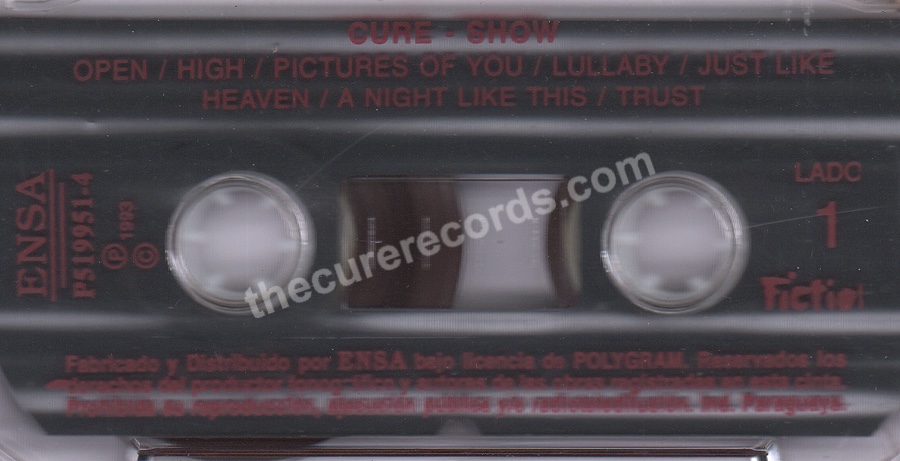 CURE - SHOW
OPEN / HIGH / PICTURES OF YOU / LULLABY / JUST LIKE
HEAVEN / A NIGHT LIKE THIS / TRUST
ENSA
P519951-4
℗ 1993
©
LADO
1
Fiction
thecurerecords.com
Fabricado y Distribuido por ENSA bajo licencia de POLYGRAM. Reservados los
derechos del productor fonográfico y autores de las obras registradas en esta cinta.
Prohibida su reproducción, ejecución pública y/o radiotelodifusión. Ind. Paraguaya.